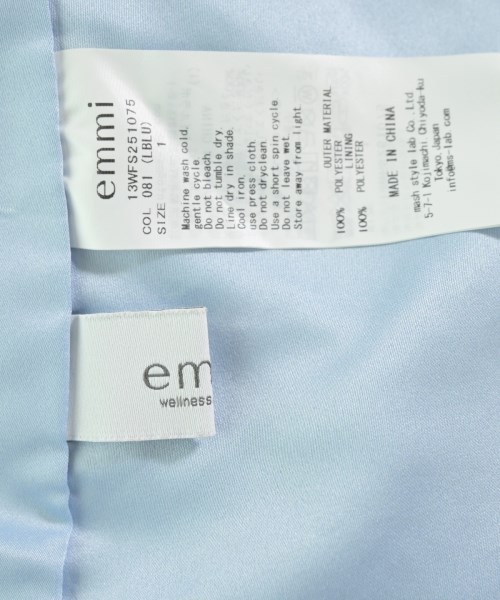 emmi
13WFS251075
COL 081 (LBLU)
SIZE 1
Machine wash cold.
gentle cycle.
Do not bleach.
Do not tumble dry.
Line dry in shade.
Cool iron.
use press cloth.
Do not dryclean.
Use a short spin cycle.
Do not leave wet.
Store away from light.
OUTER MATERIAL
100% POLYESTER
LINING
100% POLYESTER
MADE IN CHINA
mash style lab Co., Ltd.
5-7-1 Kojimachi Chiyoda-ku
Tokyo, Japan
info@ms-lab.com
em
wellness